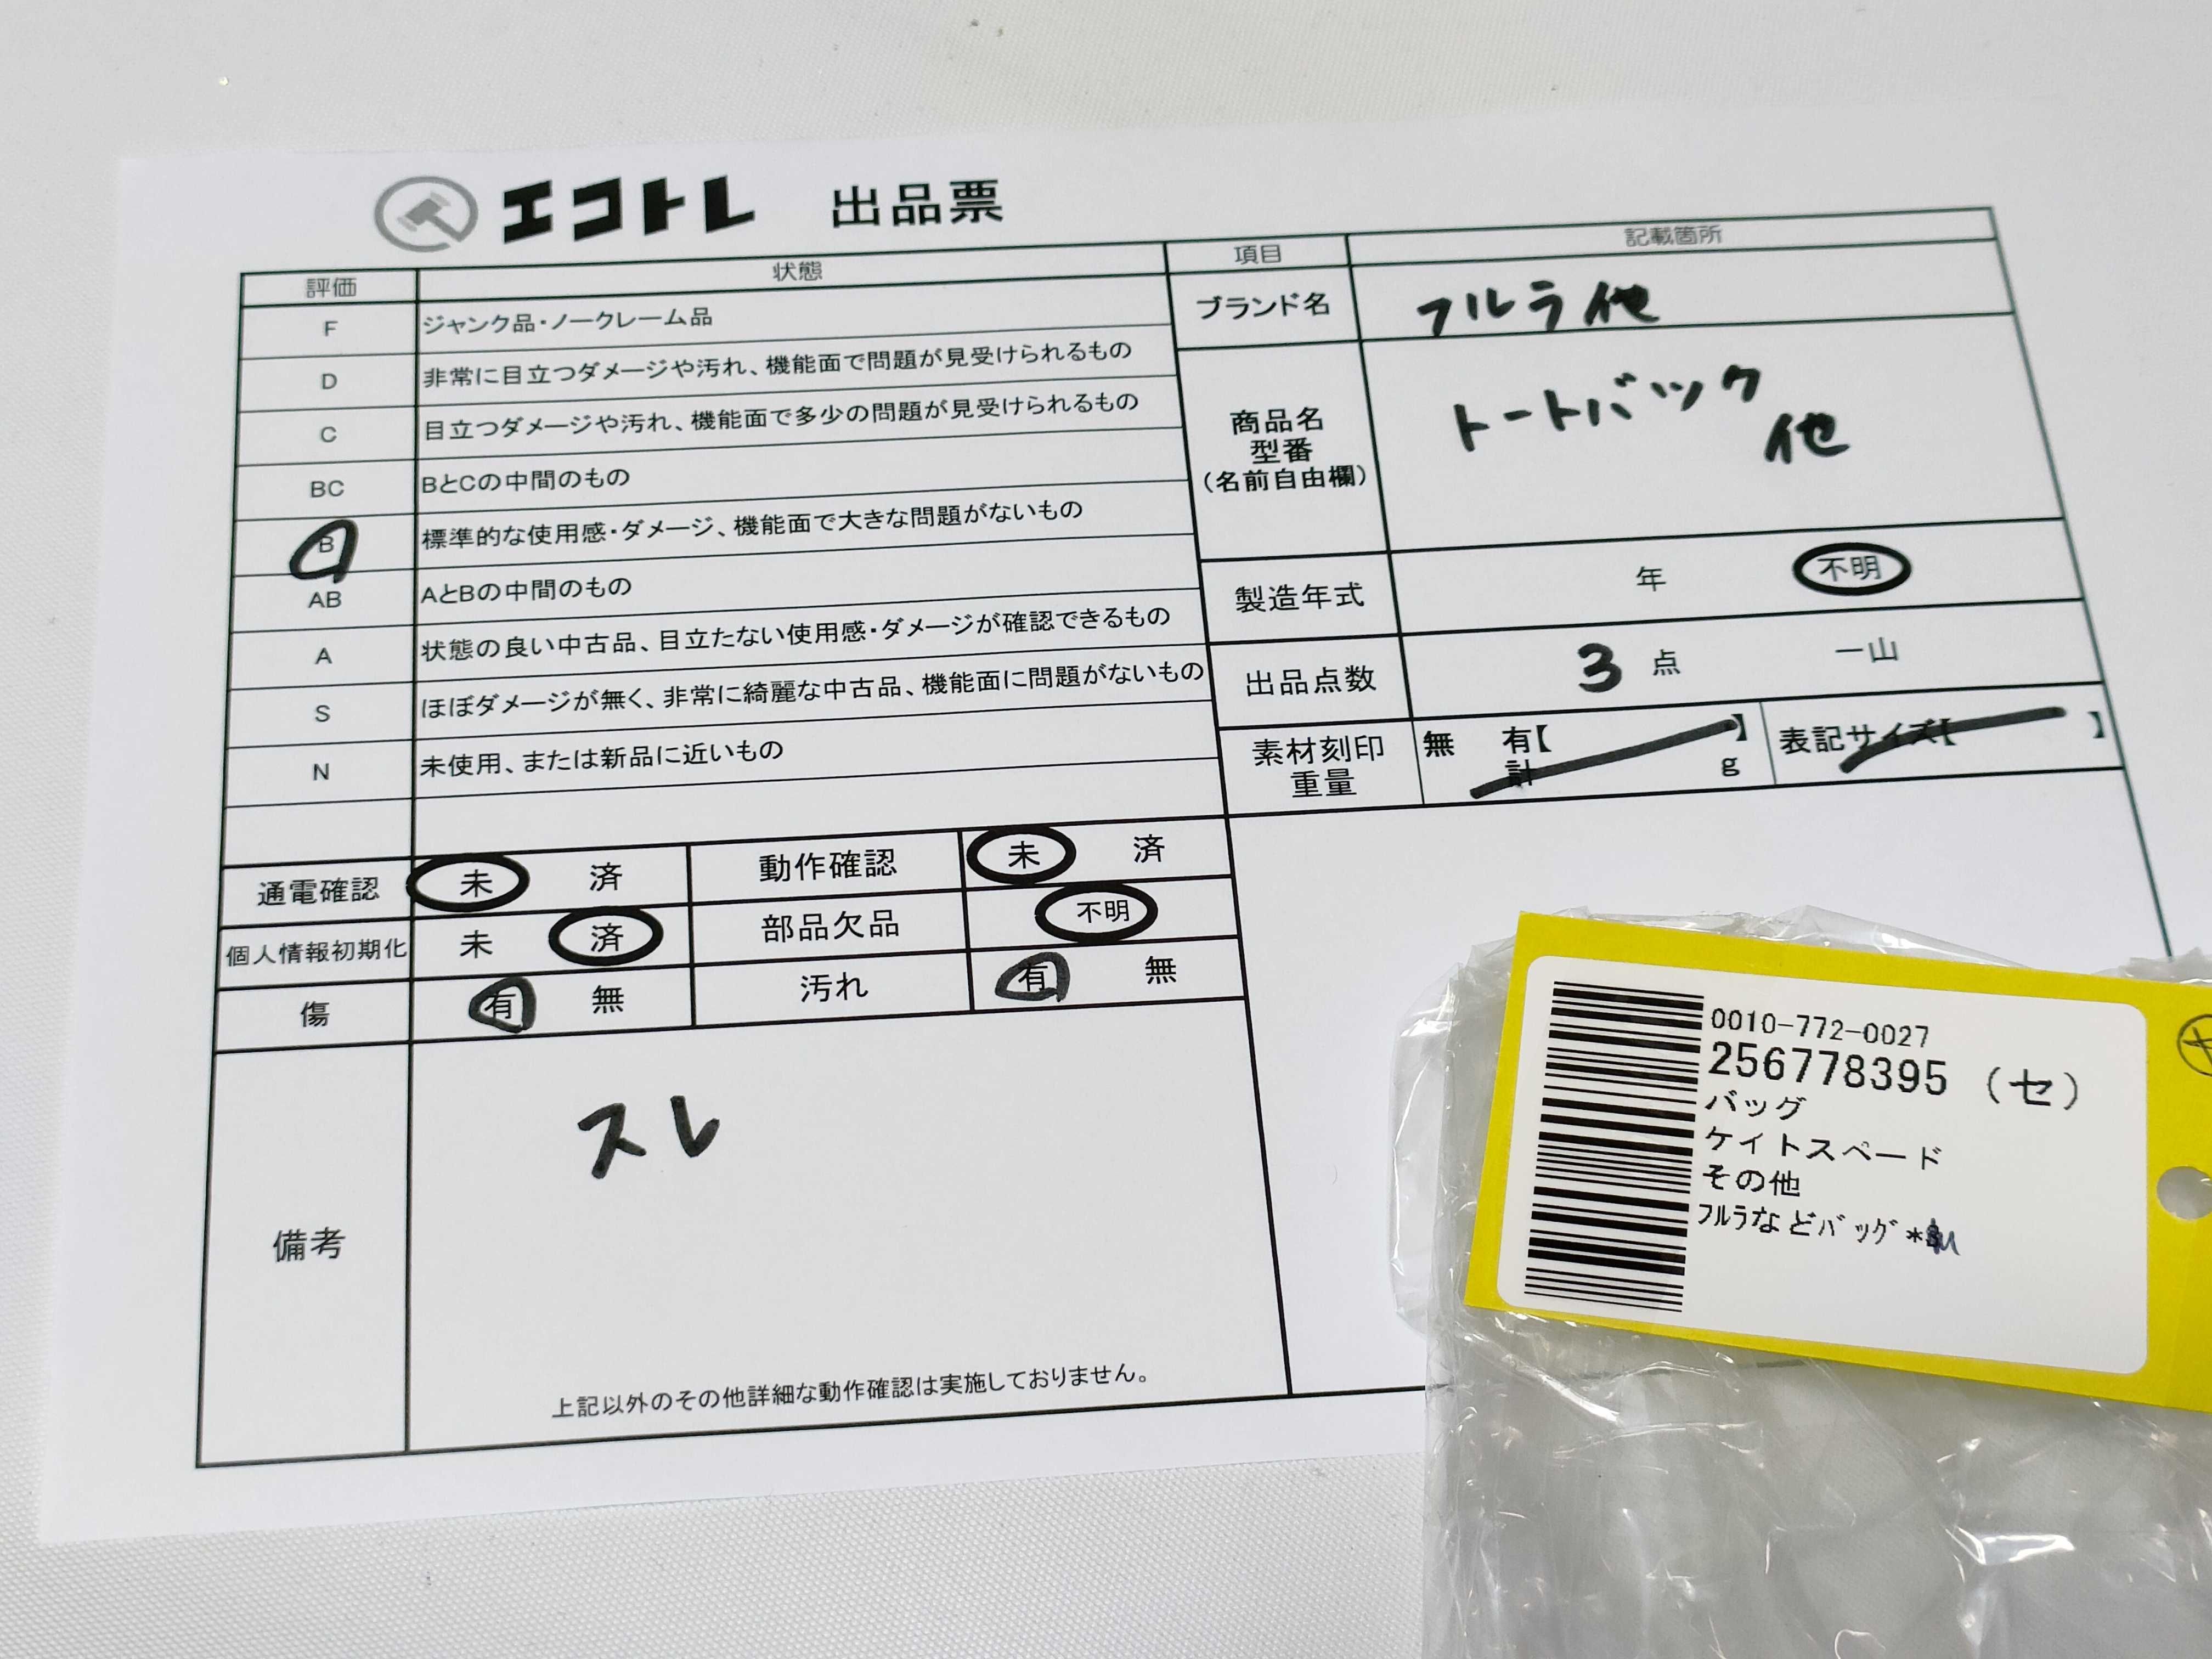 エコトレ 出品票
評価 状態 項目 記載箇所
F ジャンク品・ノークレーム品
D 非常に目立つダメージや汚れ、機能面で問題が見受けられるもの
C 目立つダメージや汚れ、機能面で多少の問題が見受けられるもの
BC BとCの中間のもの
B 標準的な使用感・ダメージ、機能面で大きな問題がないもの
AB AとBの中間のもの
A 状態の良い中古品、目立たない使用感・ダメージが確認できるもの
S ほぼダメージが無く、非常に綺麗な中古品、機能面に問題がないもの
N 未使用、または新品に近いもの
ブランド名 フルラ他
商品名
型番
(名前自由欄)
トートバック
他
製造年式 年 不明
出品点数 3 点 一山
素材刻印
重量
無 有【 】
計 g
表記サイズ【 】
通電確認 未 済 動作確認 未 済
個人情報初期化 未 済 部品欠品 不明
傷 有 無 汚れ 有 無
備考
スレ
上記以外のその他詳細な動作確認は実施しておりません。
0010-772-0027
256778395 (セ)
バッグ
ケイトスペード
その他
フルラなどバッグ*